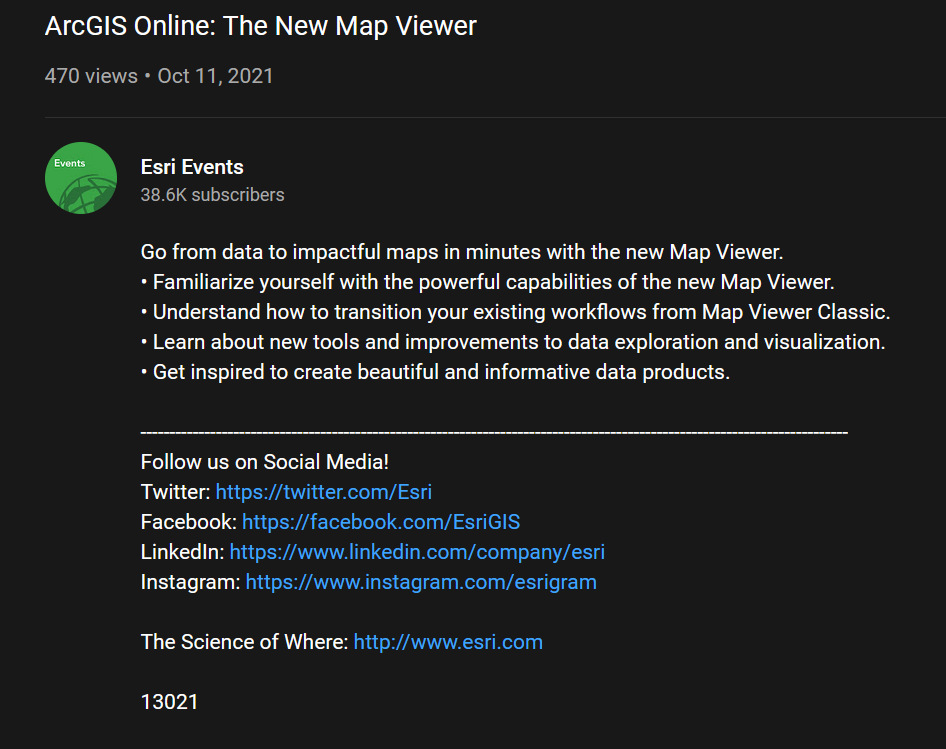 ArcGIS Online: The New Map Viewer
470 views • Oct 11, 2021
Events
Esri Events
38.6K subscribers
Go from data to impactful maps in minutes with the new Map Viewer.
• Familiarize yourself with the powerful capabilities of the new Map Viewer.
• Understand how to transition your existing workflows from Map Viewer Classic.
• Learn about new tools and improvements to data exploration and visualization.
• Get inspired to create beautiful and informative data products.
---------------------------------------------------------------------------------------------------------------------
Follow us on Social Media!
Twitter: https://twitter.com/Esri
Facebook: https://facebook.com/EsriGIS
LinkedIn: https://www.linkedin.com/company/esri
Instagram: https://www.instagram.com/esrigram
The Science of Where: http://www.esri.com
13021